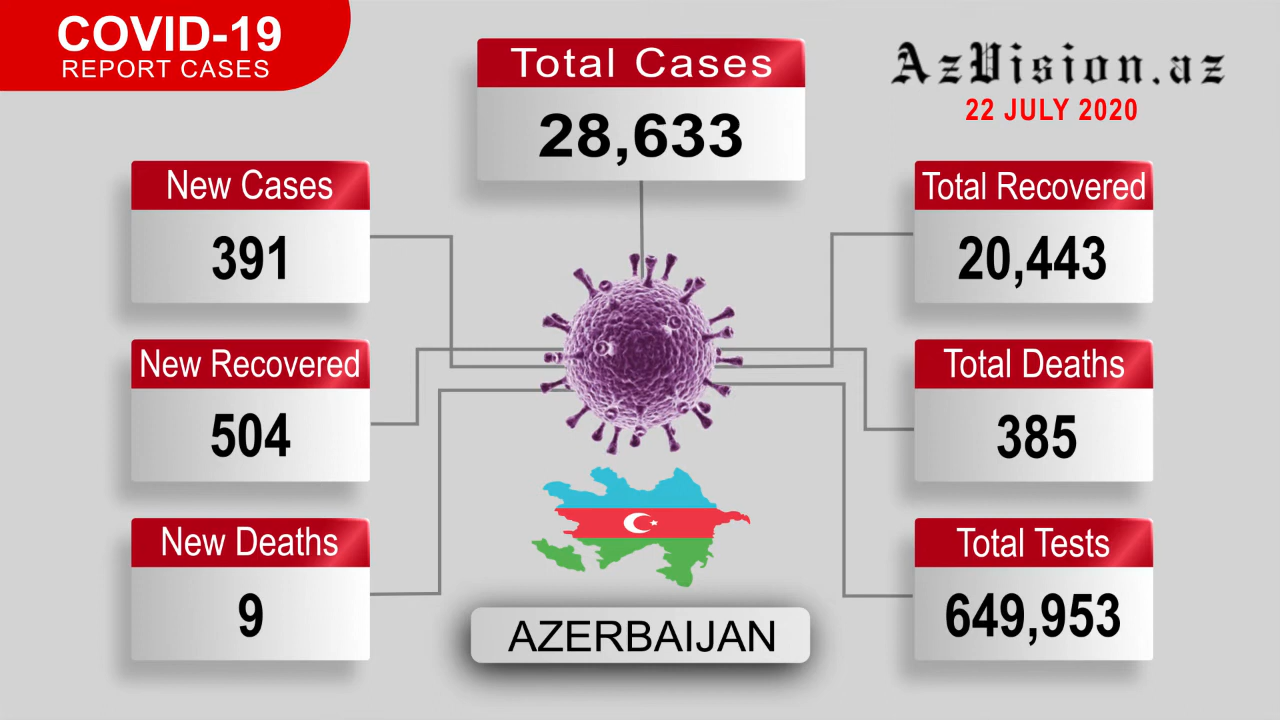 COVID-19
REPORT CASES
Total Cases
28,633
AzVision.az
22 JULY 2020
New Cases
391
New Recovered
504
New Deaths
9
Total Recovered
20,443
Total Deaths
385
Total Tests
649,953
AZERBAIJAN